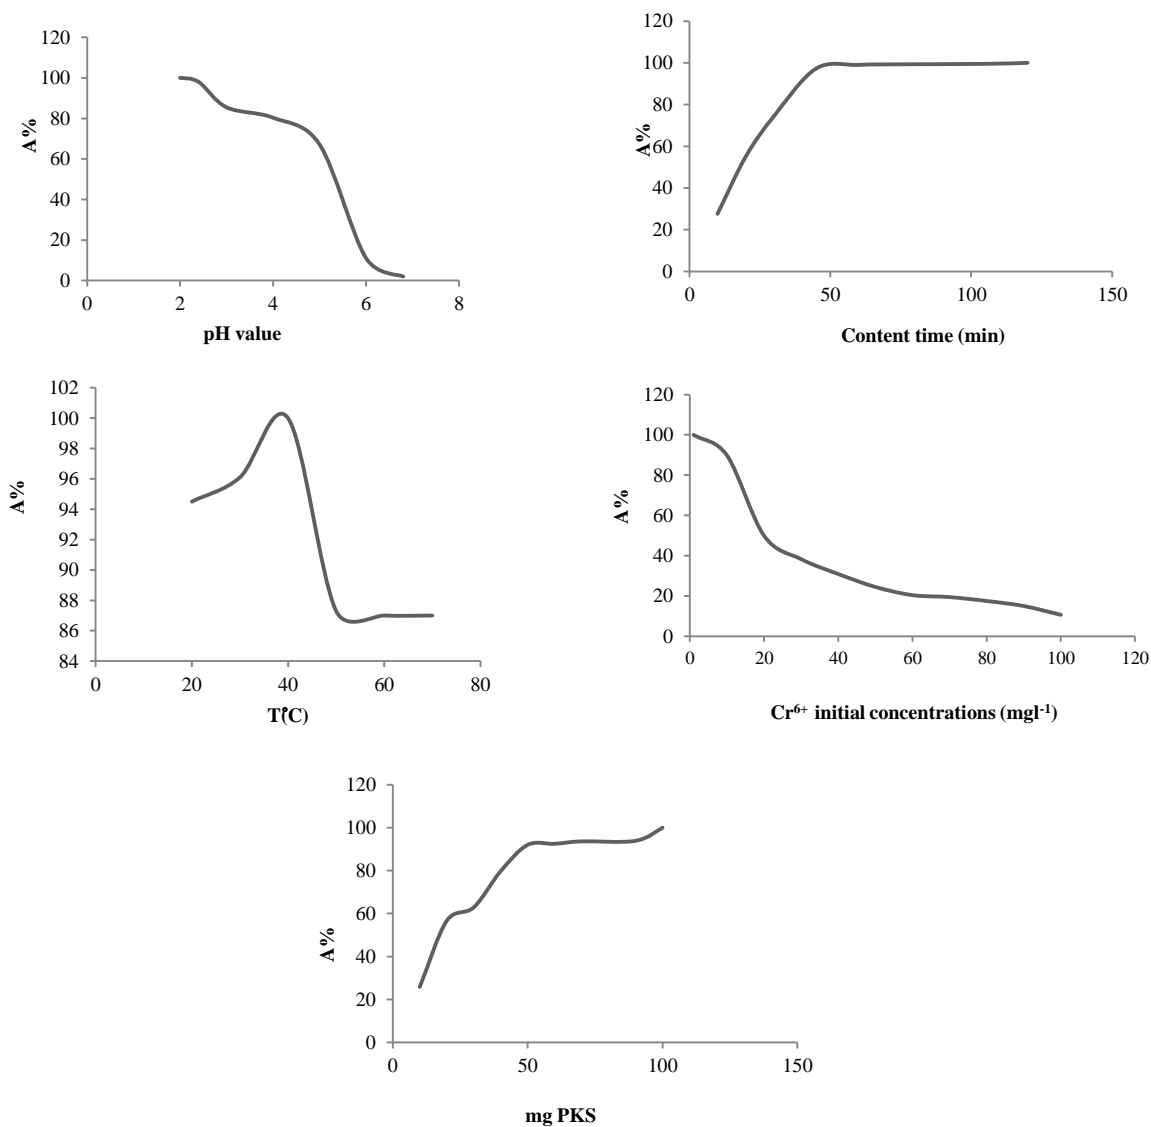 120
100
80
60
40
20
0
A%
0 2 4 6 8
pH value
120
100
80
60
40
20
0
A%
0 50 100 150
Content time (min)
102
100
98
96
94
92
90
88
86
84
A%
0 20 40 60 80
T(°C)
120
100
80
60
40
20
0
A%
0 20 40 60 80 100 120
Cr⁶⁺ initial concentrations (mgl⁻¹)
120
100
80
60
40
20
0
A%
0 50 100 150
mg PKS